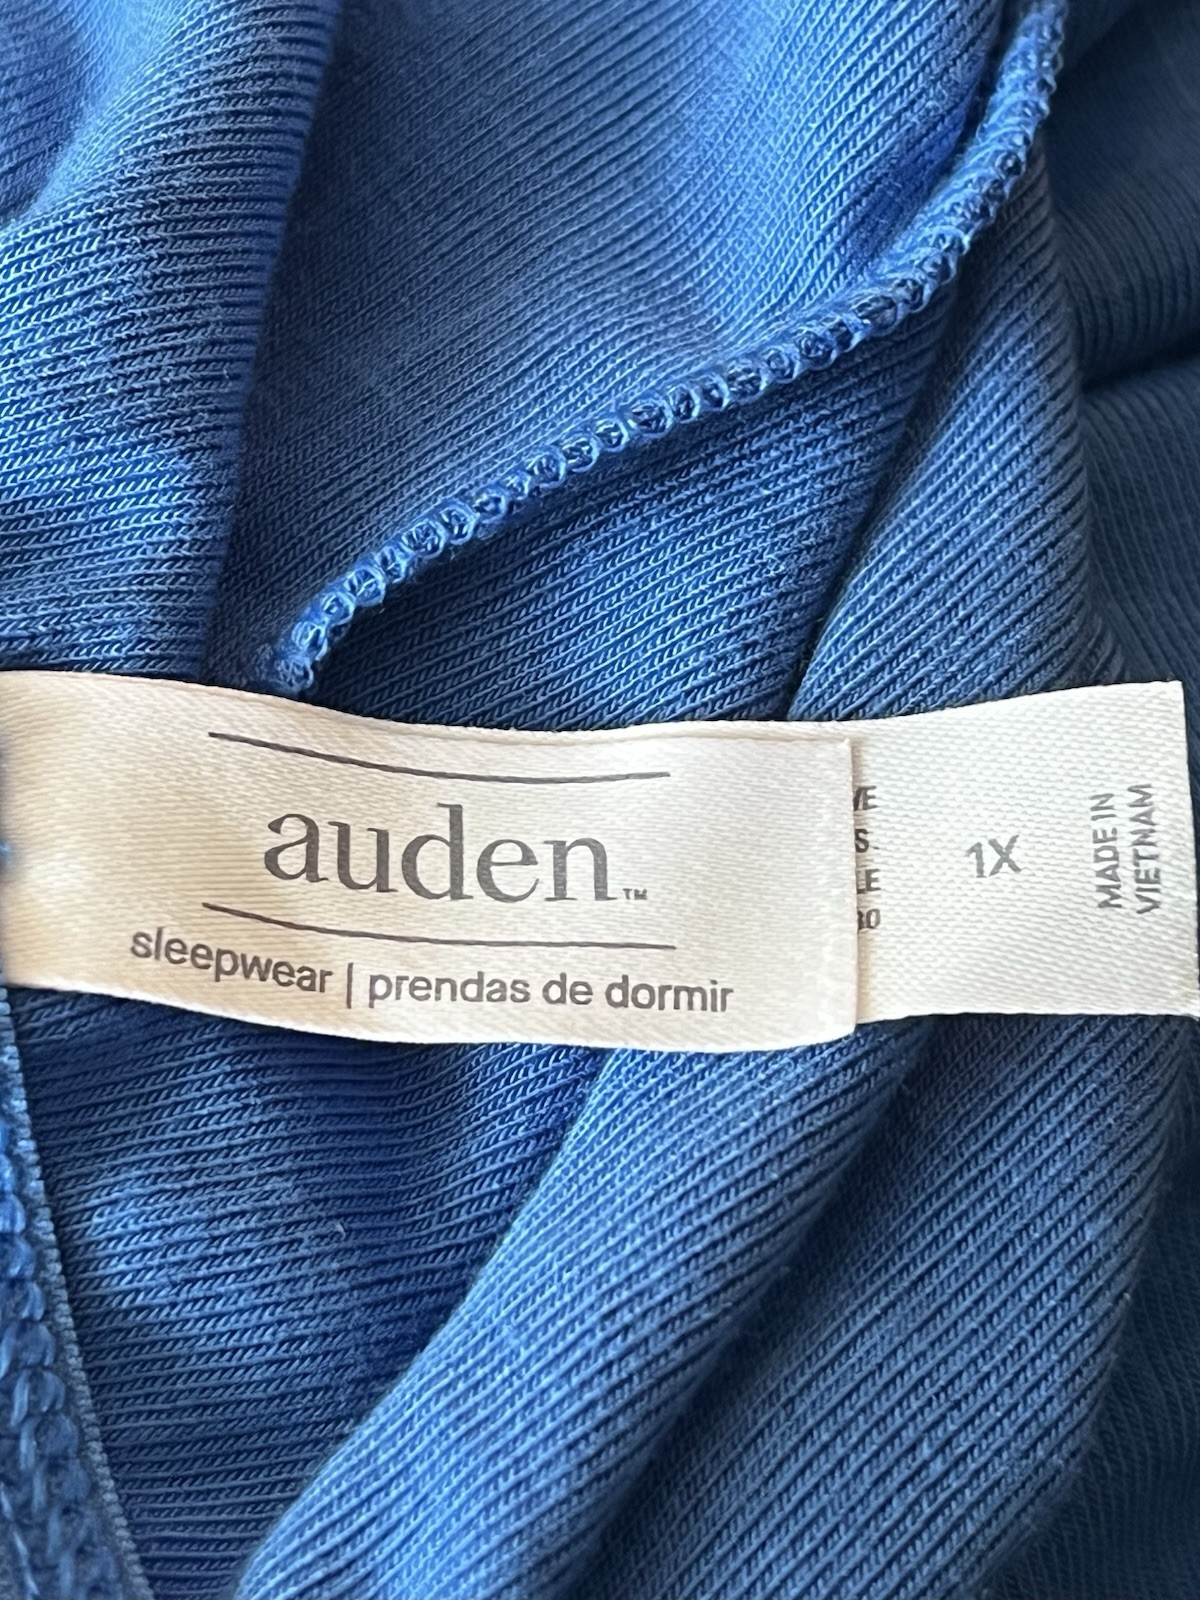 auden™
sleepwear | prendas de dormir
1X
MADE IN
VIETNAM